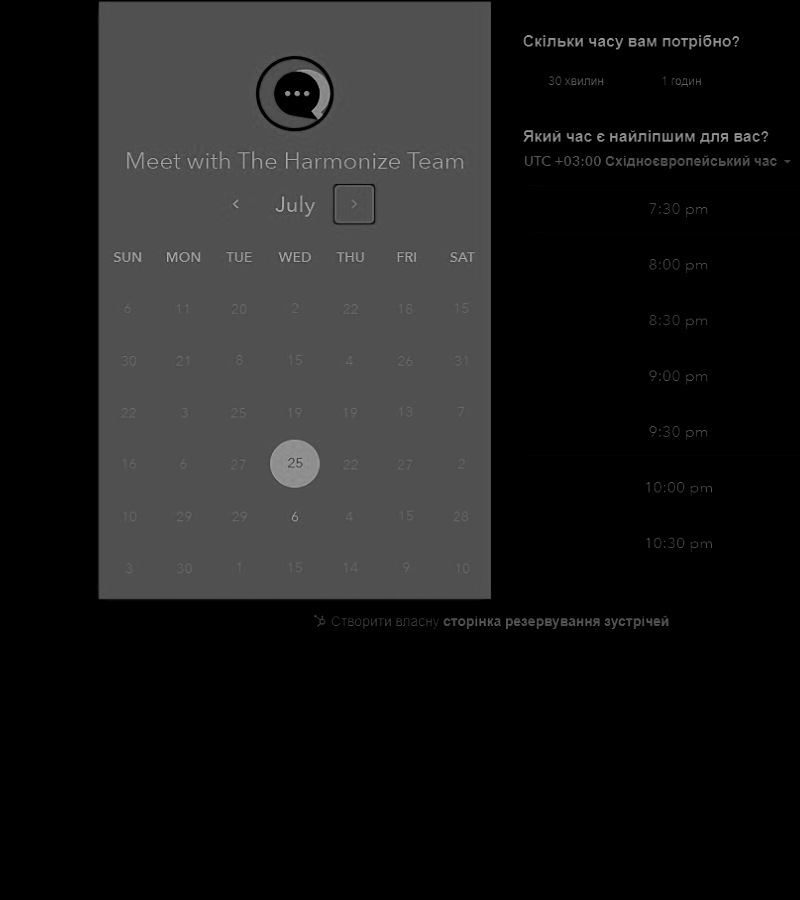 Meet with The Harmonize Team
July
SUN MON TUE WED THU FRI SAT
6 11 20 2 22 18 15
30 21 8 15 4 26 31
22 3 25 19 19 13 7
16 6 27 25 22 27 2
10 29 29 6 4 15 28
3 30 1 15 14 9 10
Скільки часу вам потрібно?
30 хвилин 1 годин
Який час є найліпшим для вас?
UTC +03:00 Східноєвропейський час
7:30 pm
8:00 pm
8:30 pm
9:00 pm
9:30 pm
10:00 pm
10:30 pm
Створити власну сторінка резервування зустрічей